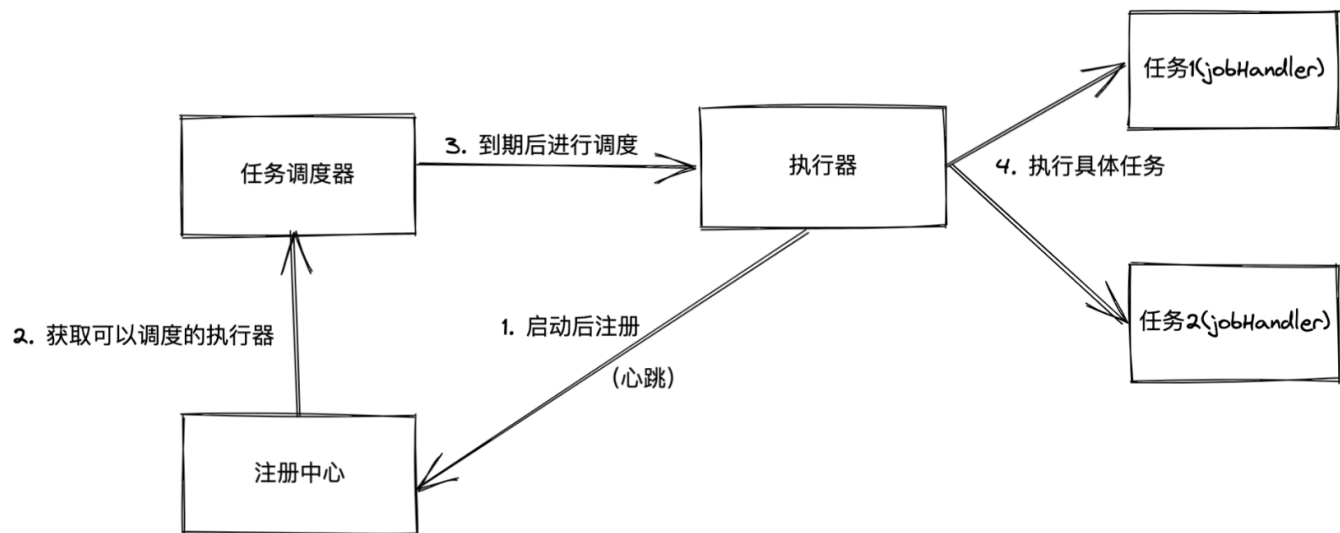 任务1(jobHandler)
3. 到期后进行调度
任务调度器
执行器
4. 执行具体任务
2. 获取可以调度的执行器
1. 启动后注册
(心跳)
任务2(jobHandler)
注册中心